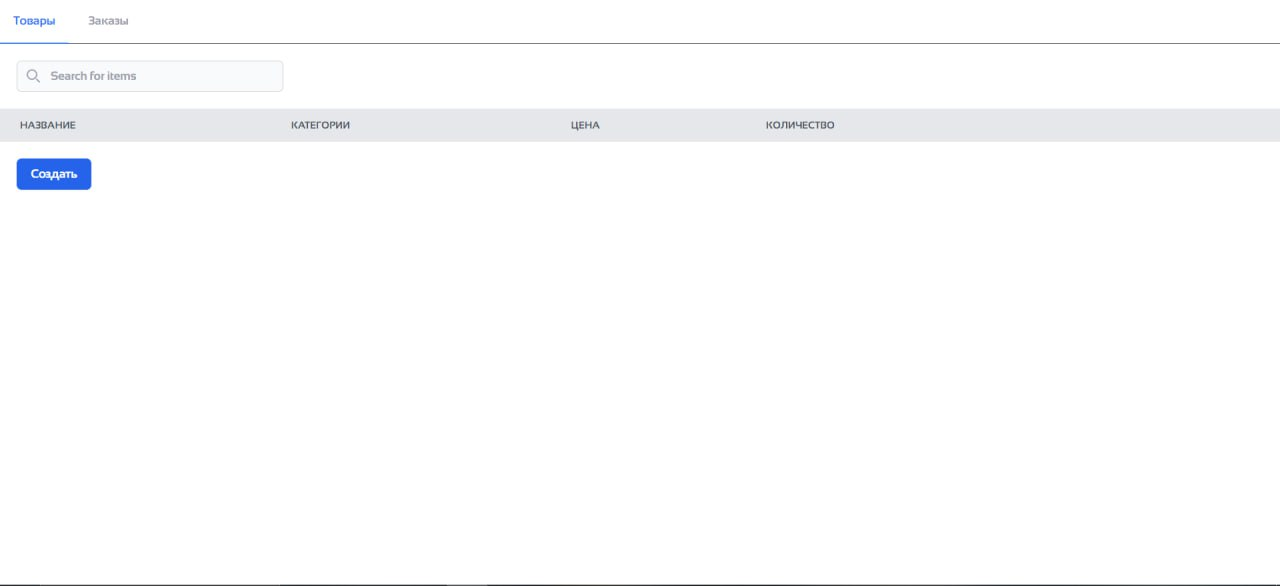 Товары Заказы
Search for items
НАЗВАНИЕ КАТЕГОРИИ ЦЕНА КОЛИЧЕСТВО
Создать